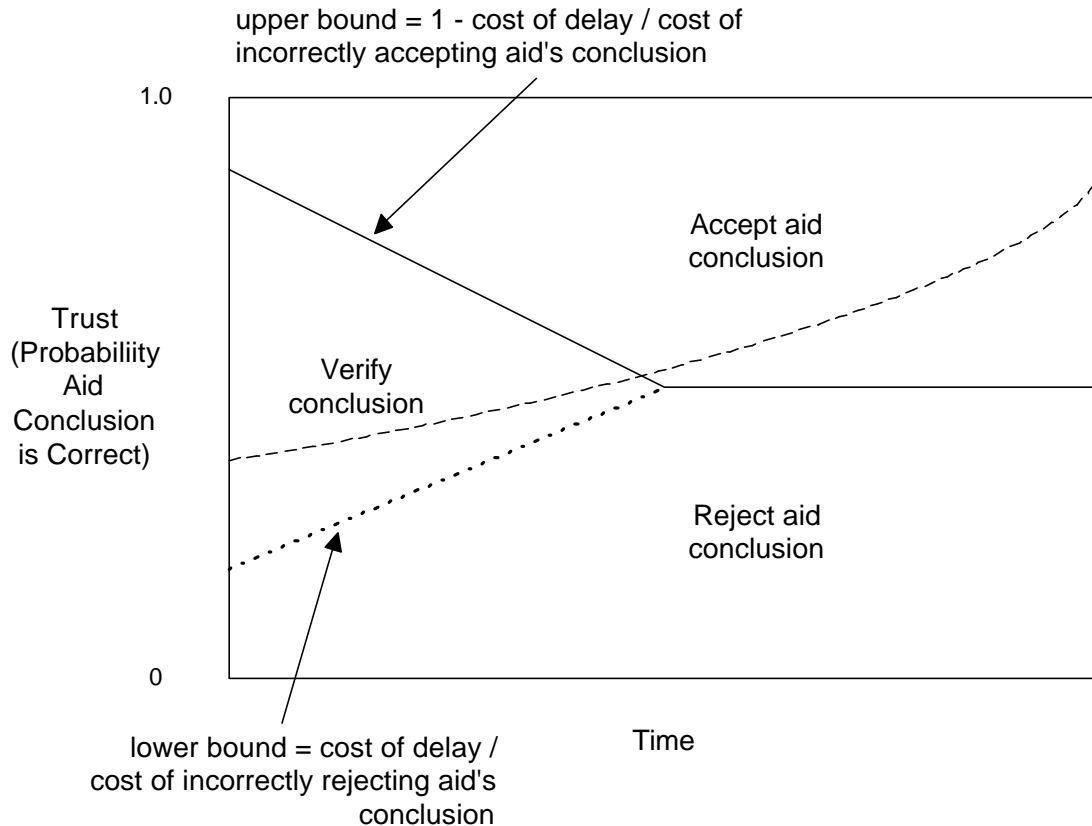 upper bound = 1 - cost of delay / cost of
incorrectly accepting aid's conclusion
1.0
Accept aid
conclusion
Trust
(Probabiliity
Aid
Conclusion
is Correct)
Verify
conclusion
Reject aid
conclusion
0
Time
lower bound = cost of delay /
cost of incorrectly rejecting aid's
conclusion